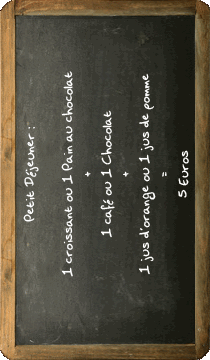 Petit Déjeuner :
1 croissant ou 1 Pain au chocolat
+
1 café ou 1 Chocolat
+
1 jus d'orange ou 1 jus de pomme
=
5 Euros